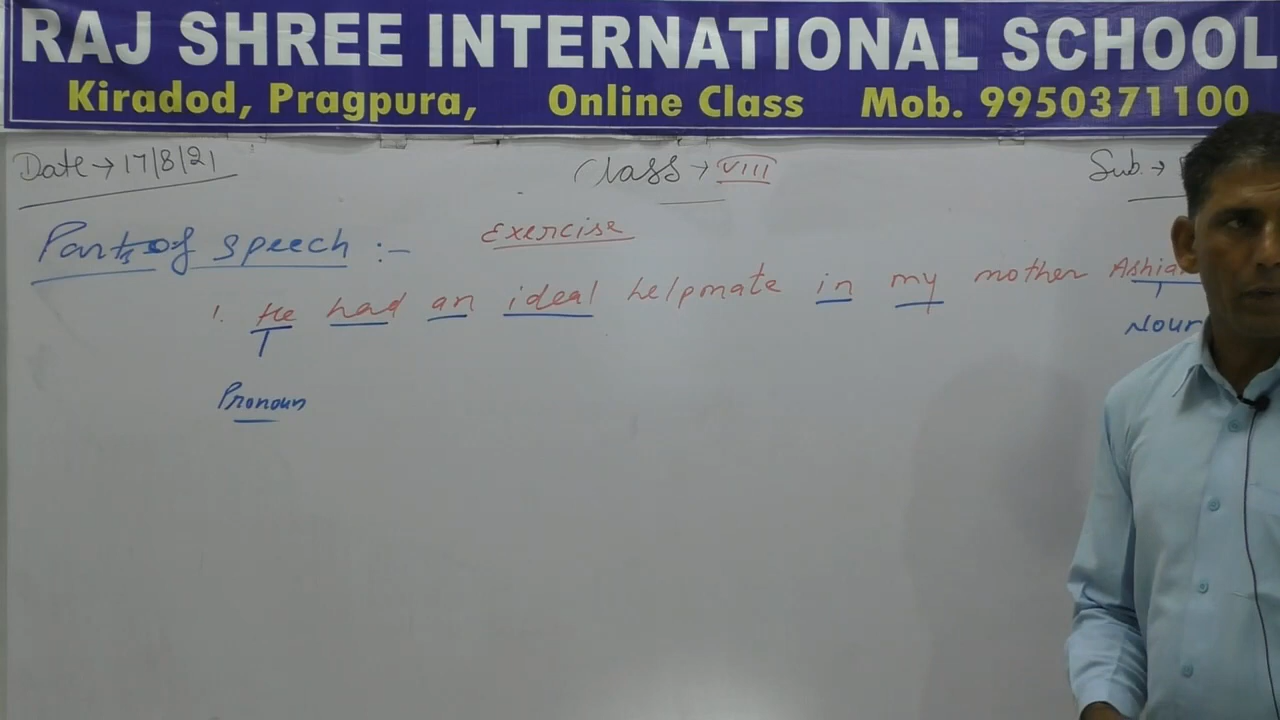 RAJ SHREE INTERNATIONAL SCHOOL
Kiradod, Pragpura, Online Class Mob. 9950371100
Date → 17/8/21 Class → VIII Sub. →
Parts of speech :- Exercise
1. He had an ideal helpmate in my mother Ashia
Noun
Pronoun